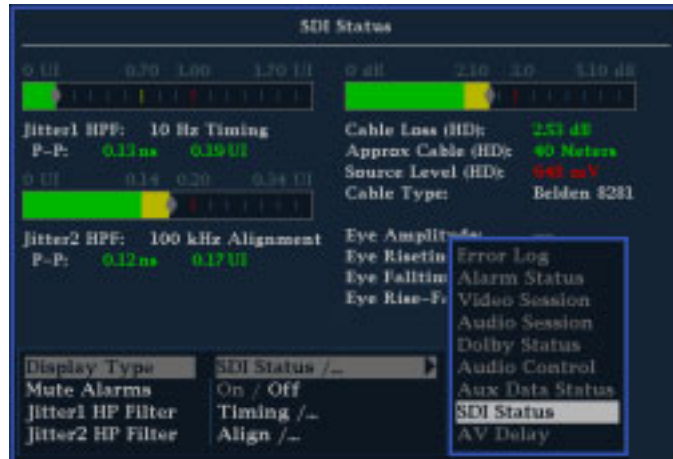 SDI Status
0 UI 0.70 1.00 1.70 UI
Jitter1 HPF: 10 Hz Timing
P-P: 0.13 ns 0.19 UI
0 UI 0.14 0.20 0.34 UI
Jitter2 HPF: 100 kHz Alignment
P-P: 0.12 ns 0.17 UI
0 dB 2.10 3.0 5.10 dB
Cable Loss (HD): 2.53 dB
Approx Cable (HD): 40 Meters
Source Level (HD): 648 mV
Cable Type: Belden 8281
Eye Amplitude: ---
Eye Risetim
Eye Falltim
Eye Rise-F
Display Type SDI Status /...
Mute Alarms On / Off
Jitter1 HP Filter Timing /...
Jitter2 HP Filter Align /...
Error Log
Alarm Status
Video Session
Audio Session
Dolby Status
Audio Control
Aux Data Status
SDI Status
AV Delay